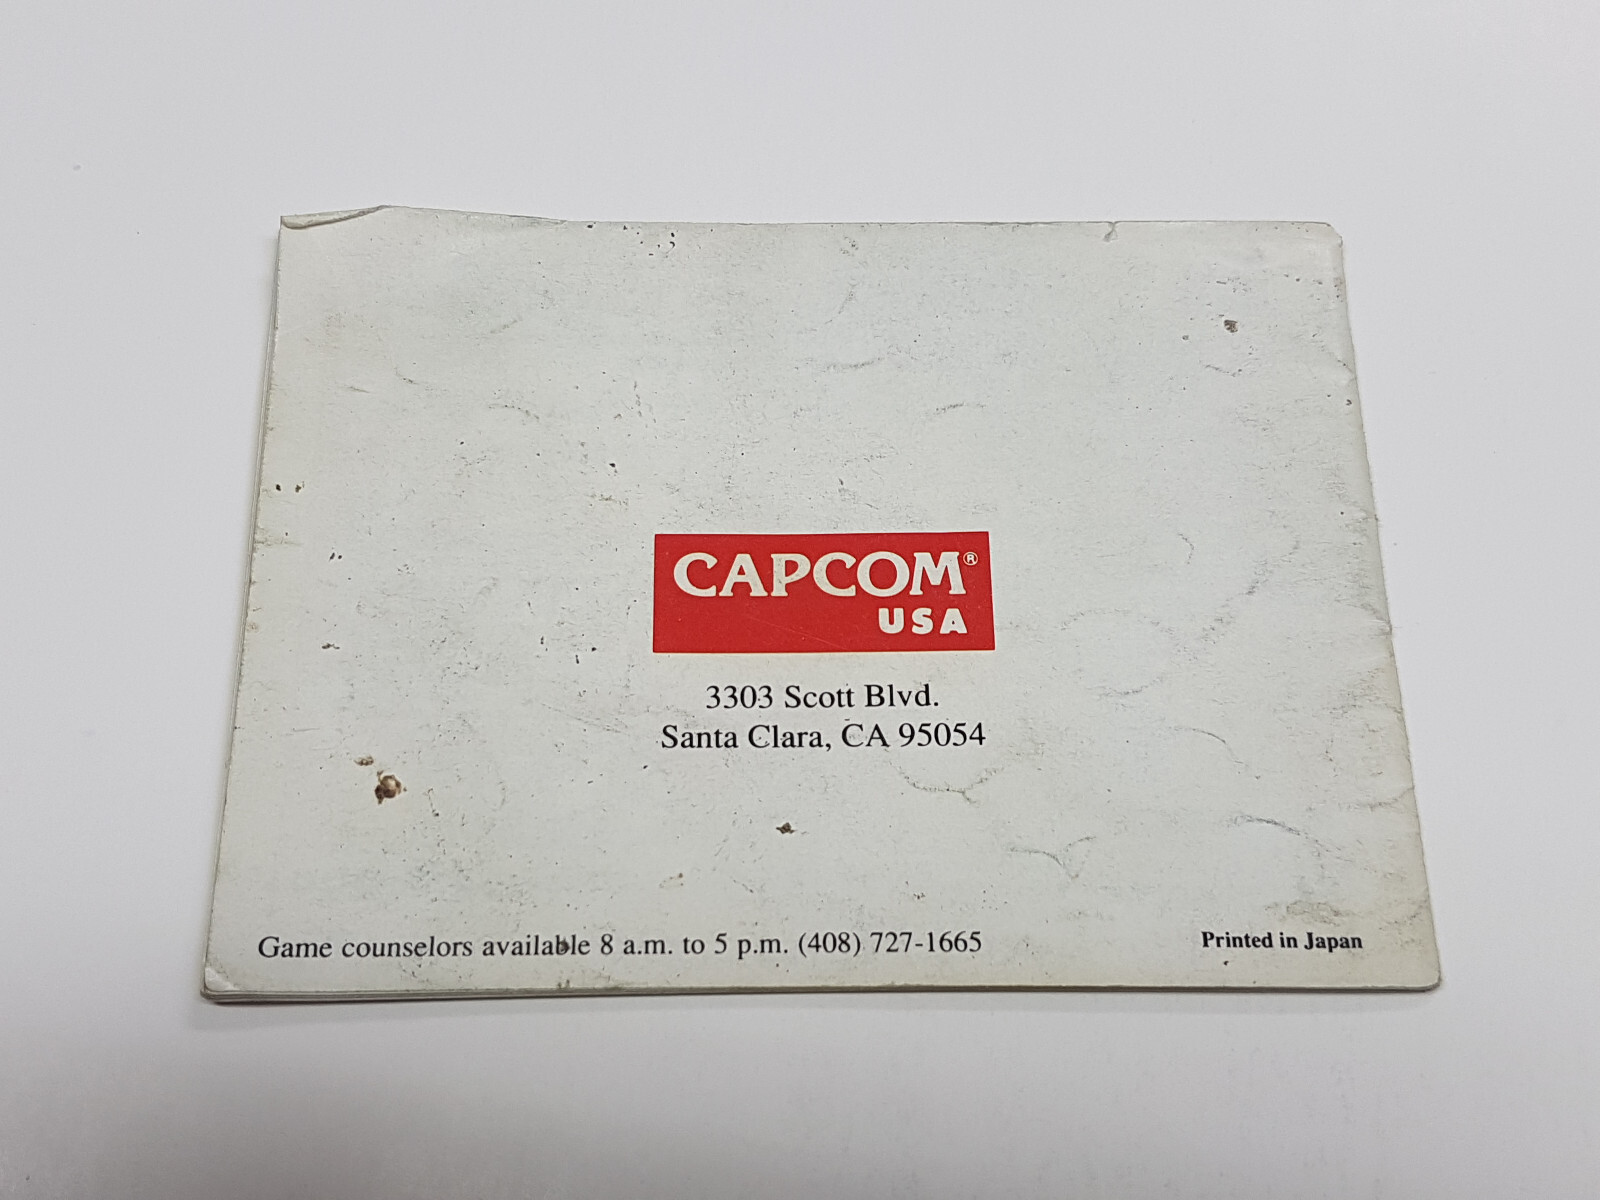 CAPCOM®
USA
3303 Scott Blvd.
Santa Clara, CA 95054
Game counselors available 8 a.m. to 5 p.m. (408) 727-1665
Printed in Japan